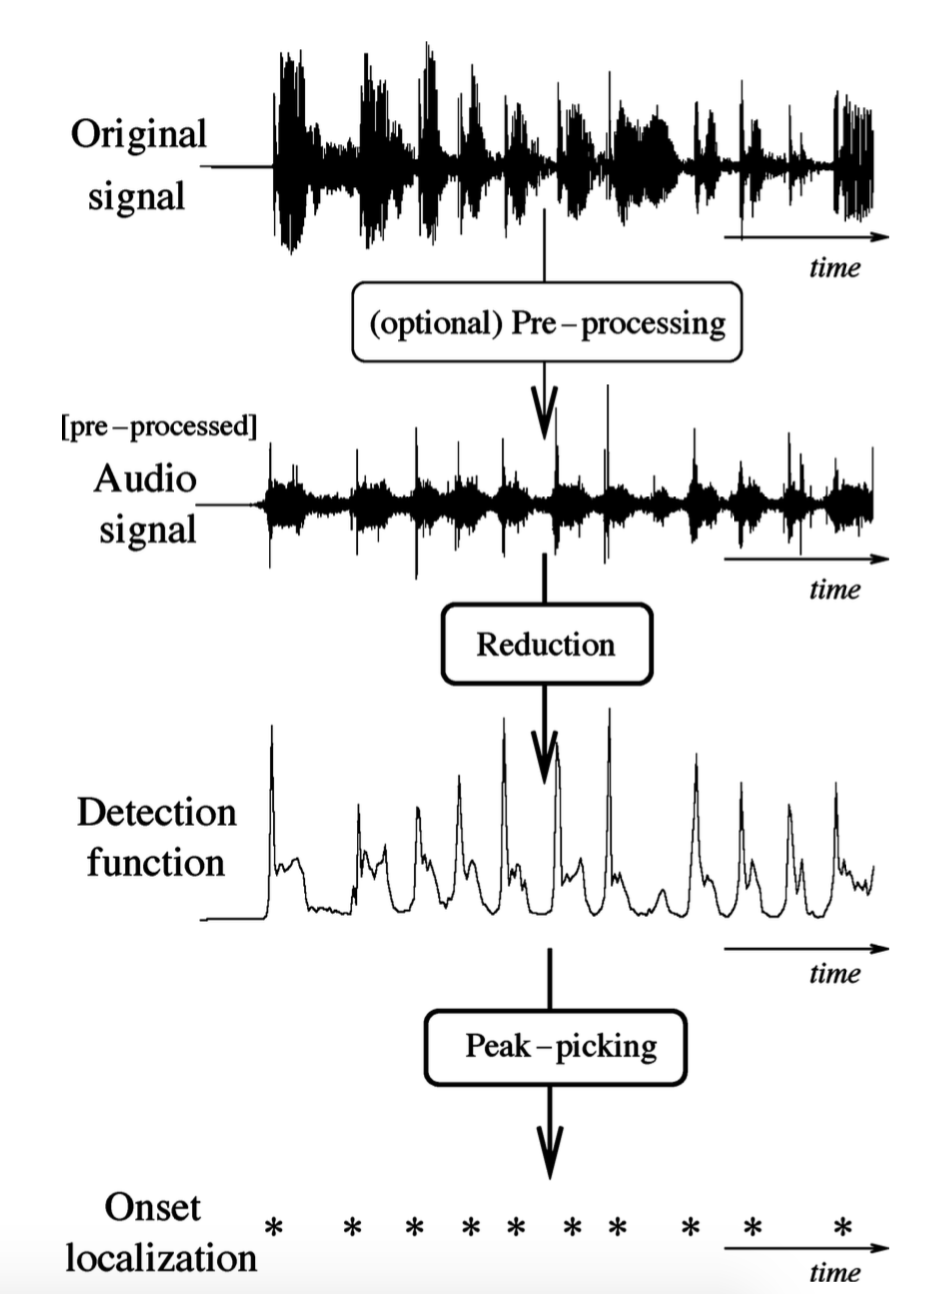 Original
signal
time
(optional) Pre-processing
[pre-processed]
Audio
signal
time
Reduction
Detection
function
time
Peak-picking
Onset
localization
* * * * * * * * * *
time